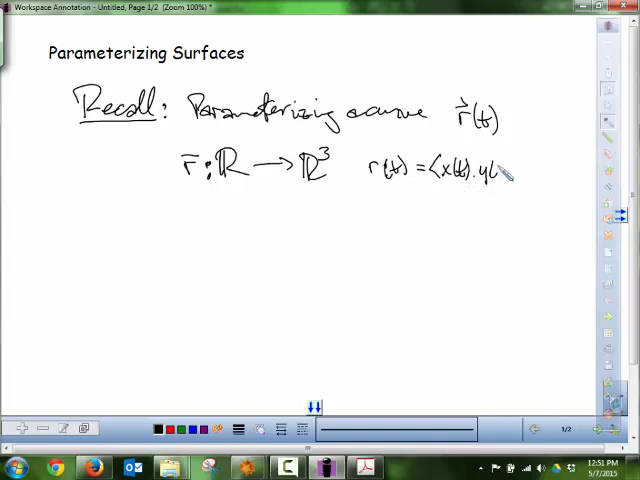 Workspace Annotation - Untitled, Page 1/2 (Zoom 100%) *
Parameterizing Surfaces
Recall: Parameterizing a curve r⃗(t)
r⃗: ℝ → ℝ³ r(t) = ⟨x(t), y(
1/2
12:51 PM
5/7/2015